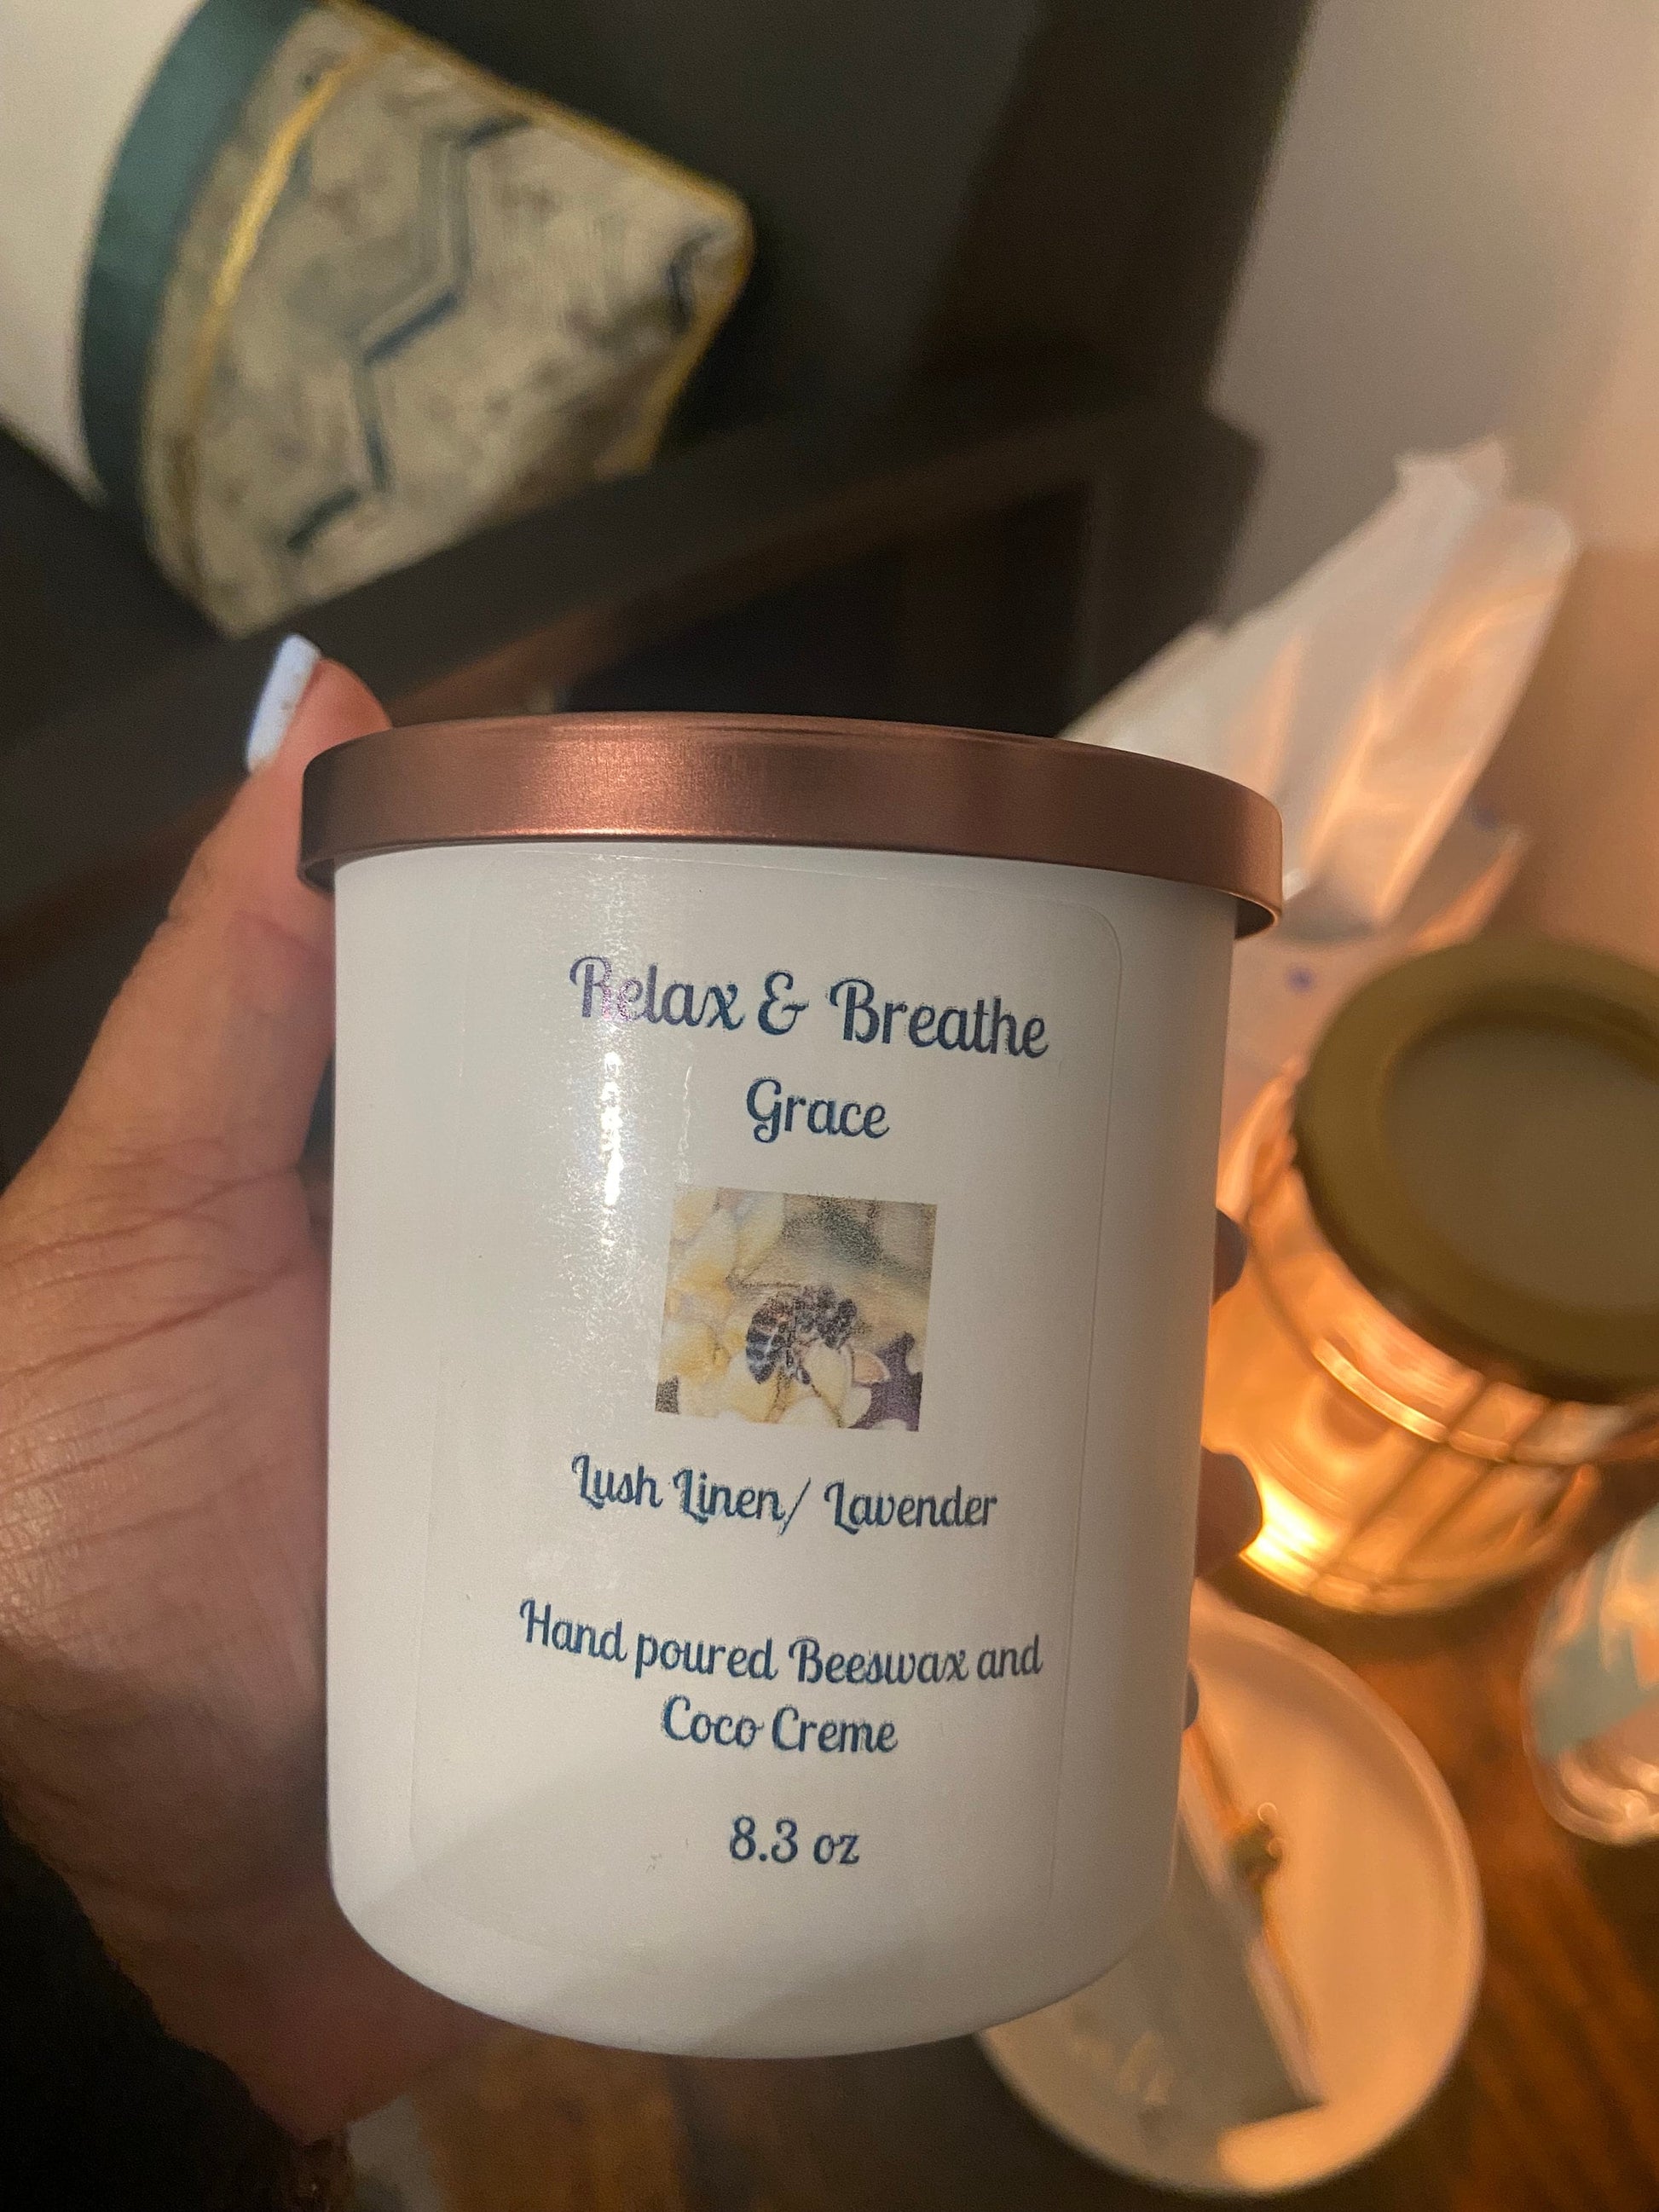 Relax & Breathe
Grace
Lush Linen/ Lavender
Hand poured Beeswax and
Coco Creme
8.3 oz